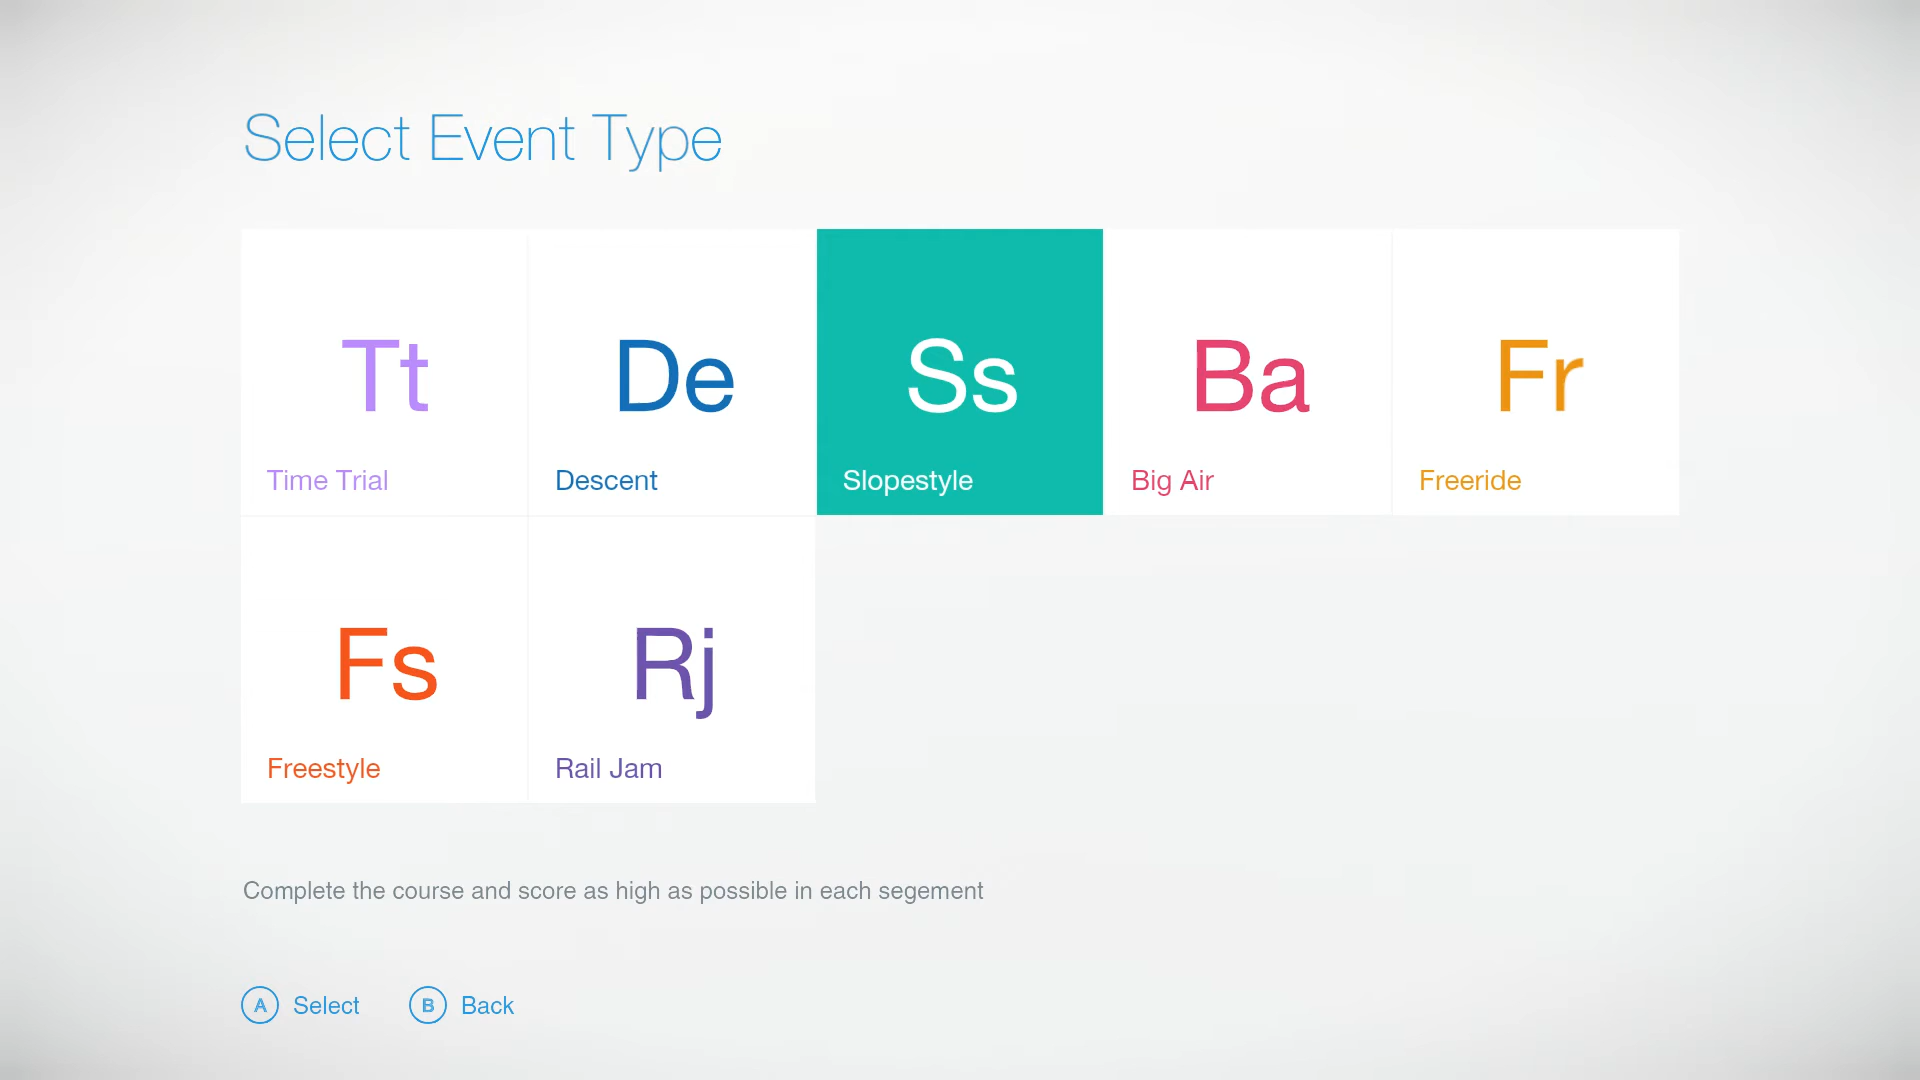 Select Event Type
Tt
De
Ss
Ba
Fr
Time Trial
Descent
Slopestyle
Big Air
Freeride
Fs
Rj
Freestyle
Rail Jam
Complete the course and score as high as possible in each segement
A Select
B Back